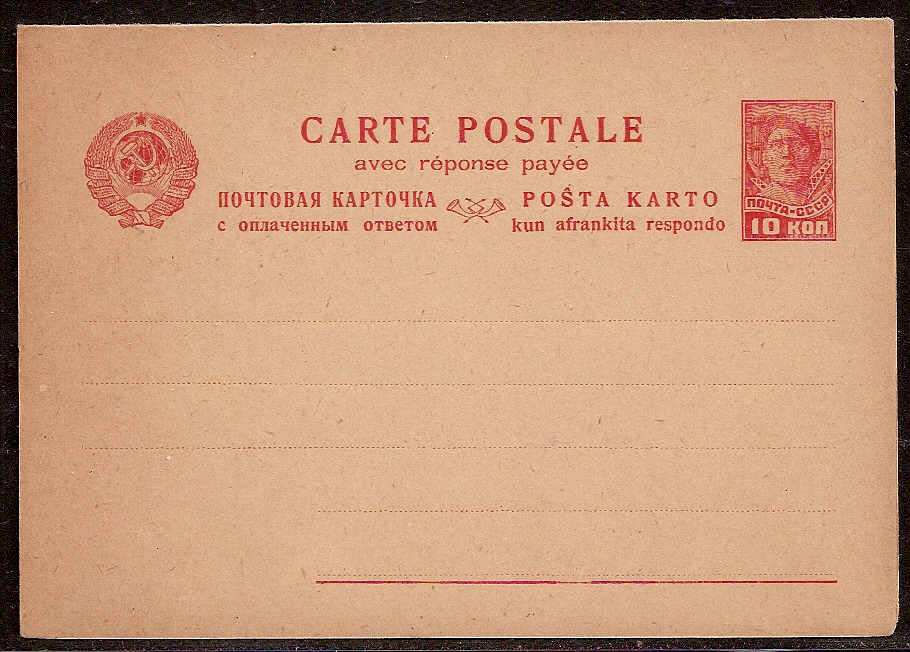 CARTE POSTALE
avec réponse payée
ПОЧТОВАЯ КАРТОЧКА
с оплаченным ответом
POŜTA KARTO
kun afrankita respondo
ПОЧТА-СССР
10 КОП